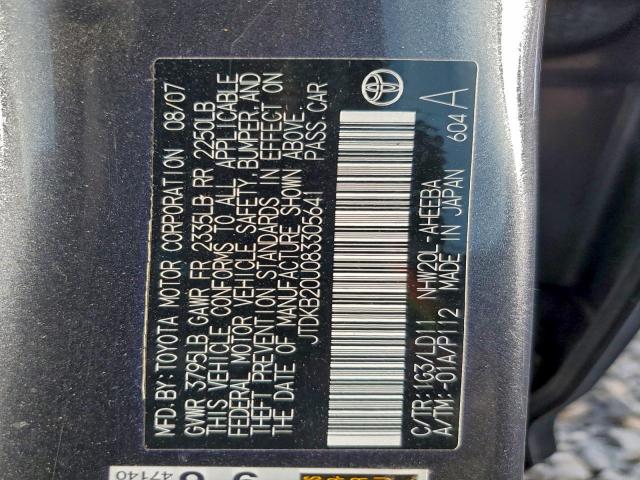 MFD. BY: TOYOTA MOTOR CORPORATION 08/07
GVWR 3795LB GAWR FR 2335LB RR 2250LB
THIS VEHICLE CONFORMS TO ALL APPLICABLE
FEDERAL MOTOR VEHICLE SAFETY, BUMPER, AND
THEFT PREVENTION STANDARDS IN EFFECT ON
THE DATE OF MANUFACTURE SHOWN ABOVE.
JTDKB20U083305641 PASS. CAR
C/TR: 1G3/LD11 NHW20L-AHEEBA
A/TM: -01A/P112 MADE IN JAPAN 604 A
47140